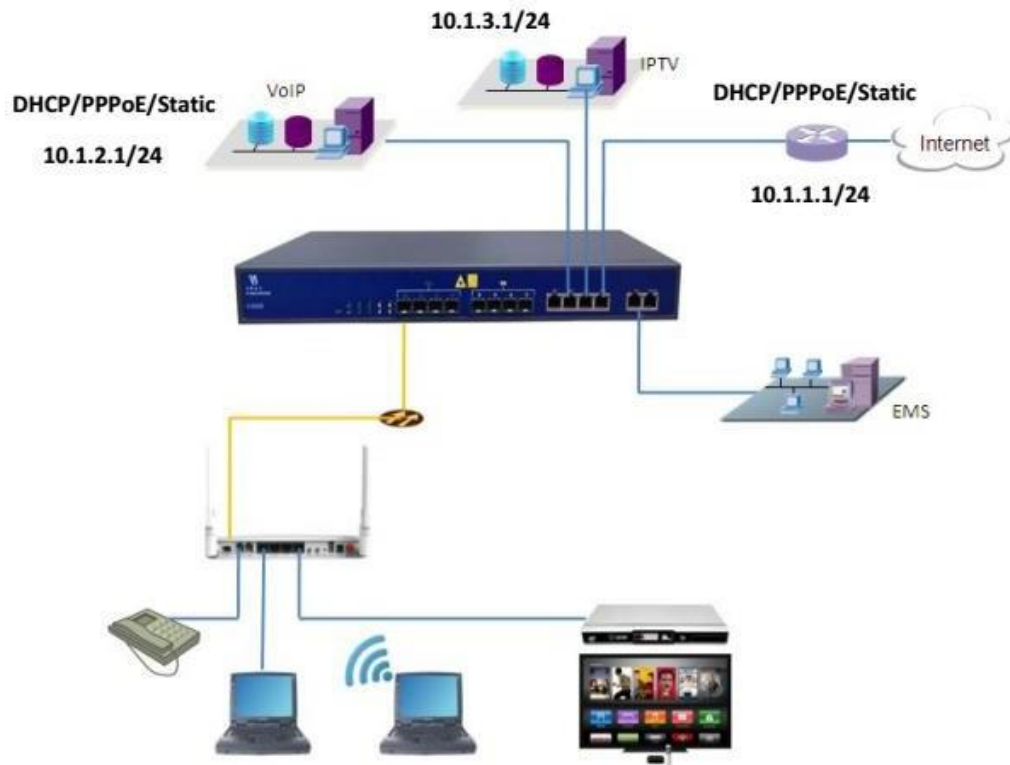 10.1.3.1/24
IPTV
VoIP
DHCP/PPPoE/Static
10.1.2.1/24
DHCP/PPPoE/Static
Internet
10.1.1.1/24
EMS